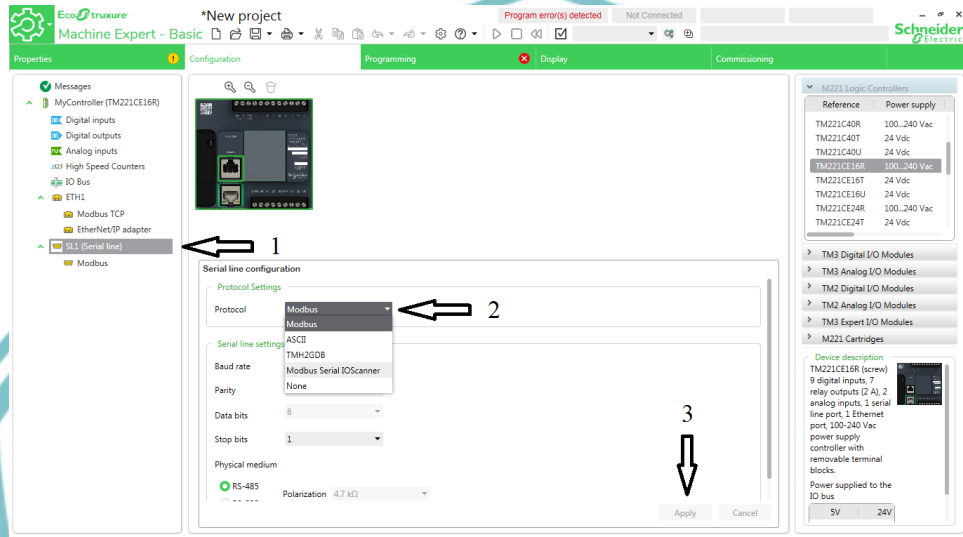 EcoStruxure
Machine Expert - Basic
*New project
Program error(s) detected
Not Connected
Schneider
Electric
Properties
Configuration
Programming
Display
Commissioning
Messages
MyController (TM221CE16R)
Digital inputs
Digital outputs
Analog inputs
High Speed Counters
IO Bus
ETH1
Modbus TCP
EtherNet/IP adapter
SL1 (Serial line)
Modbus
1
Serial line configuration
Protocol Settings
Protocol
Modbus
2
Modbus
ASCII
TMH2GDB
Modbus Serial IOScanner
None
Serial line settings
Baud rate
Parity
Data bits
8
Stop bits
1
Physical medium
RS-485
Polarization
4.7 kΩ
3
Apply
Cancel
M221 Logic Controllers
Reference Power supply
TM221C40R 100...240 Vac
TM221C40T 24 Vdc
TM221C40U 24 Vdc
TM221CE16R 100...240 Vac
TM221CE16T 24 Vdc
TM221CE16U 24 Vdc
TM221CE24R 100...240 Vac
TM221CE24T 24 Vdc
TM3 Digital I/O Modules
TM3 Analog I/O Modules
TM2 Digital I/O Modules
TM2 Analog I/O Modules
TM3 Expert I/O Modules
M221 Cartridges
Device description
TM221CE16R (screw)
9 digital inputs, 7
relay outputs (2 A), 2
analog inputs, 1 serial
line port, 1 Ethernet
port, 100-240 Vac
power supply
controller with
removable terminal
blocks.
Power supplied to the
IO bus
5V 24V